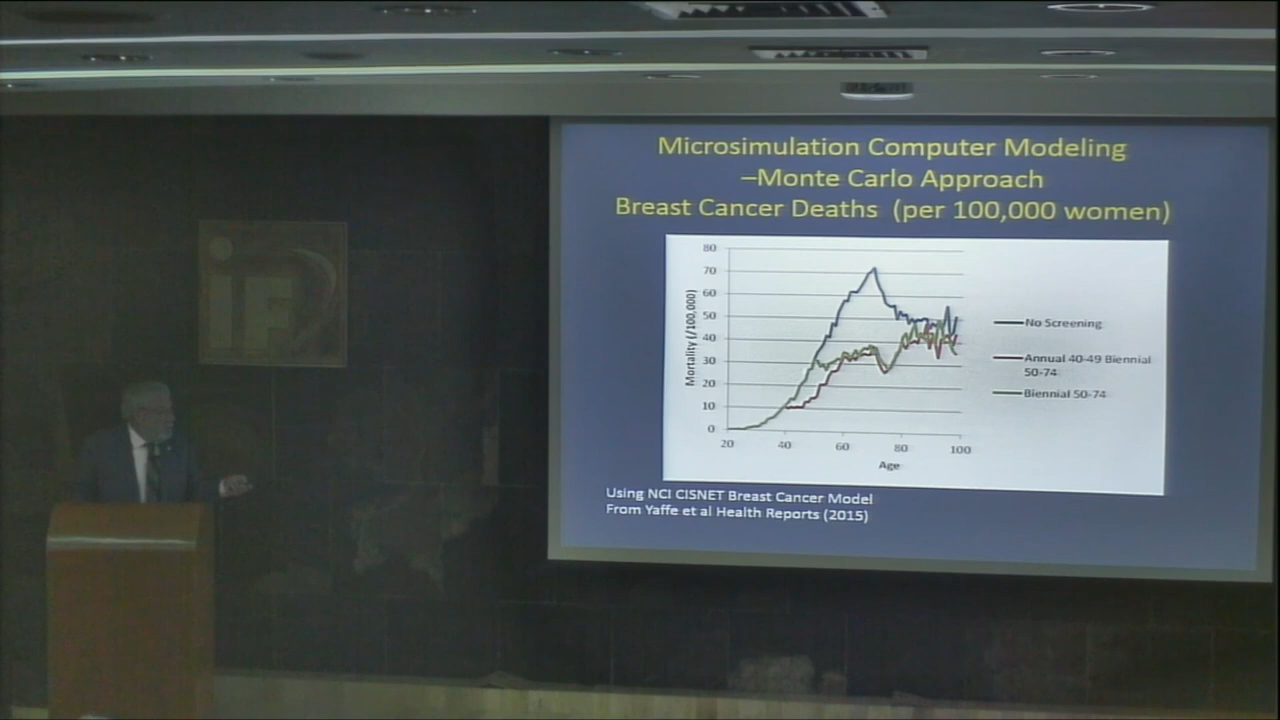 Microsimulation Computer Modeling
–Monte Carlo Approach
Breast Cancer Deaths (per 100,000 women)
80
70
60
50
40
30
20
10
0
Mortality (/100,000)
20 40 60 80 100
Age
No Screening
Annual 40-49 Biennial
50-74
Biennial 50-74
Using NCI CISNET Breast Cancer Model
From Yaffe et al Health Reports (2015)
iF